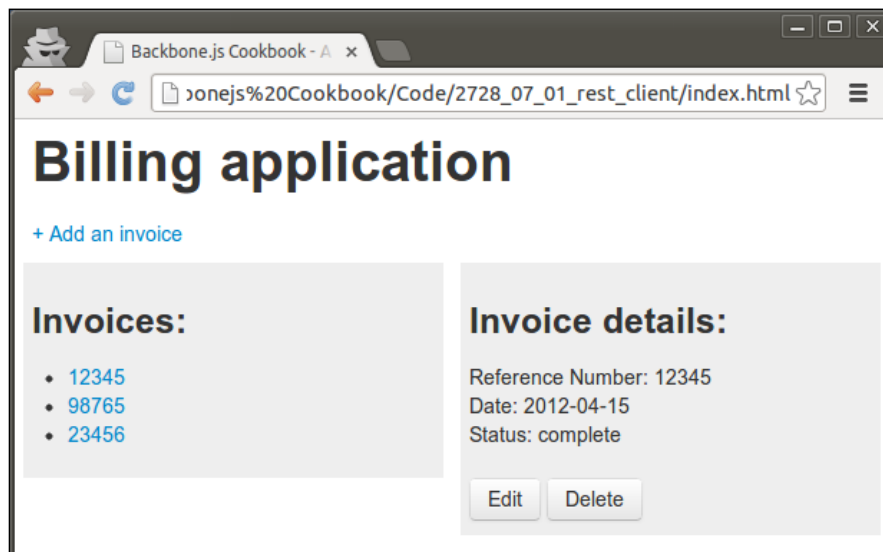 Backbone.js Cookbook - A
bonejs%20Cookbook/Code/2728_07_01_rest_client/index.html
Billing application
+ Add an invoice
Invoices:
12345
98765
23456
Invoice details:
Reference Number: 12345
Date: 2012-04-15
Status: complete
Edit Delete